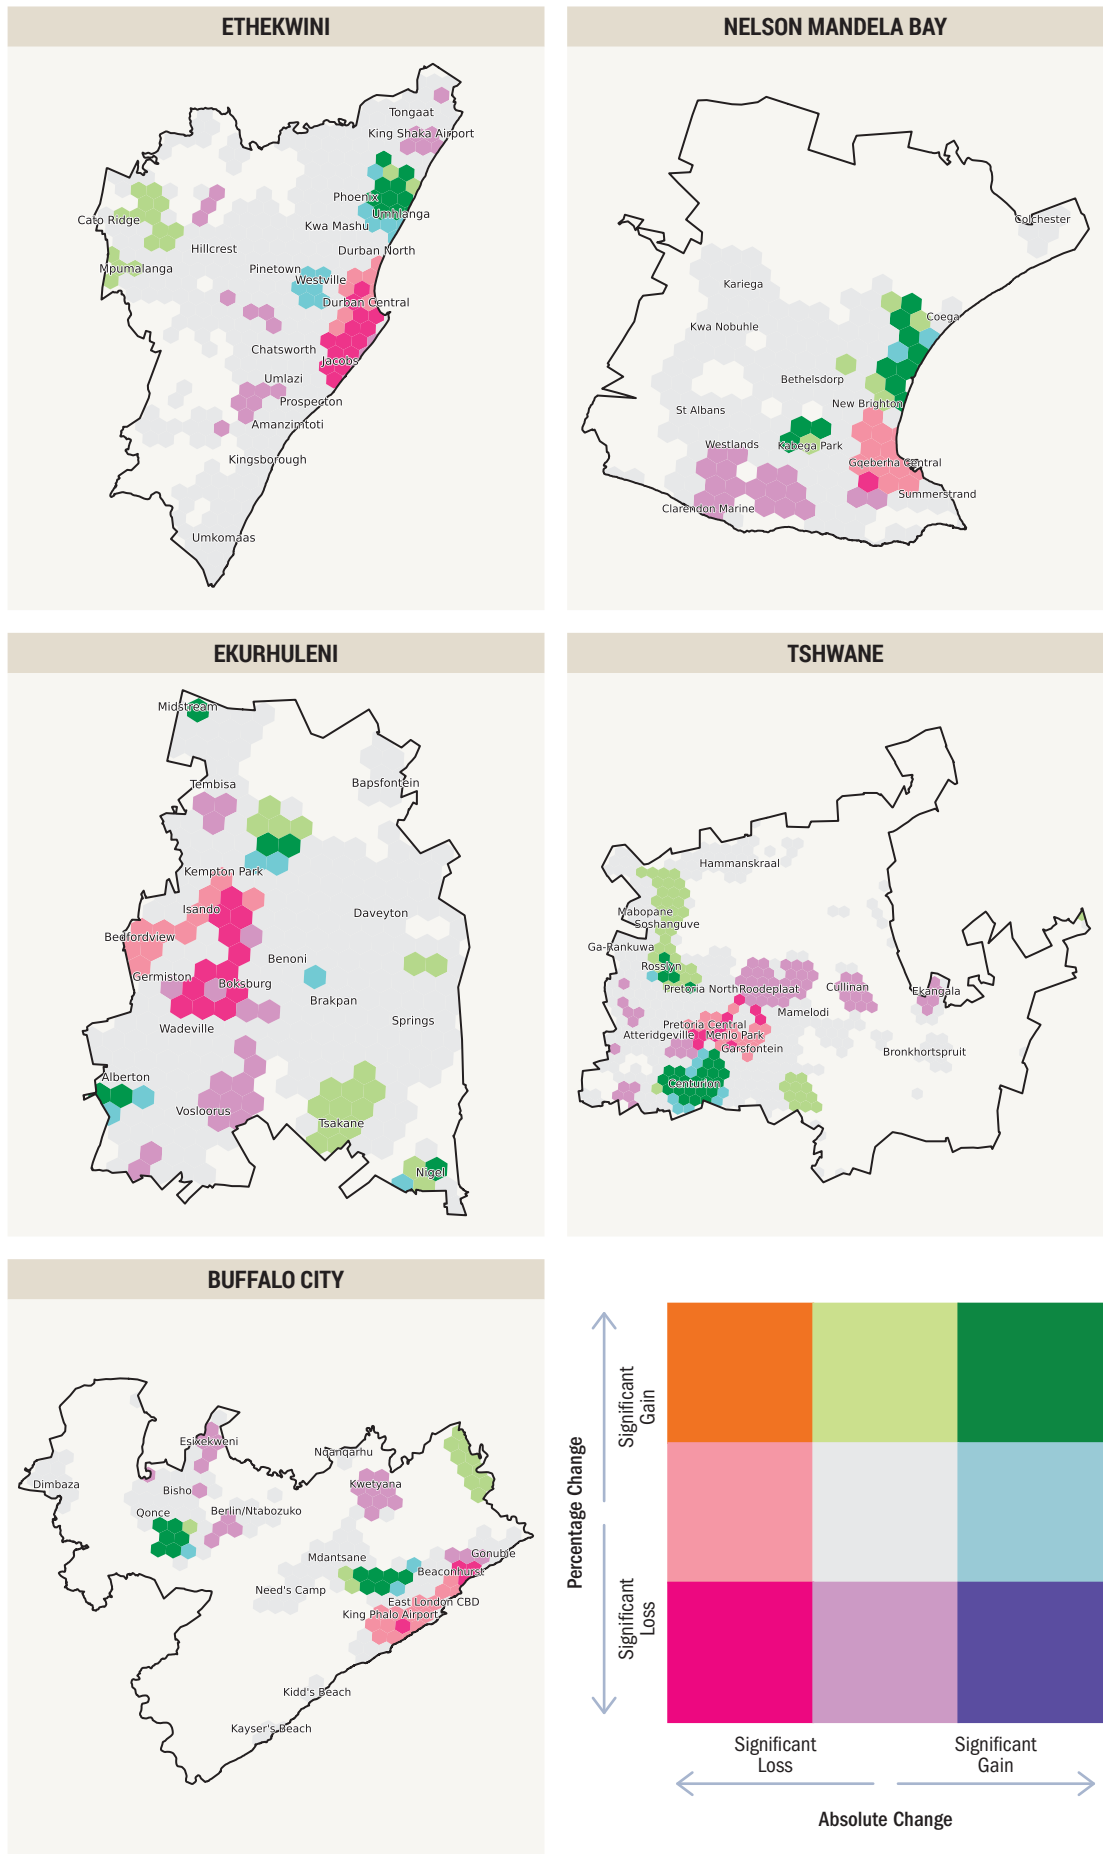 ETHEKWINI
Tongaat
King Shaka Airport
Phoenix
Umhlanga
Cato Ridge
Kwa Mashu
Hillcrest
Durban North
Mpumalanga
Pinetown
Westville
Durban Central
Chatsworth
Jacobs
Umlazi
Prospecton
Amanzimtoti
Kingsborough
Umkomaas
NELSON MANDELA BAY
Colchester
Kariega
Coega
Kwa Nobuhle
Bethelsdorp
New Brighton
St Albans
Westlands
Kabega Park
Gqeberha Central
Summerstrand
Clarendon Marine
EKURHULENI
Midstream
Tembisa
Bapsfontein
Kempton Park
Isando
Daveyton
Bedfordview
Benoni
Germiston
Boksburg
Brakpan
Springs
Wadeville
Alberton
Vosloorus
Tsakane
Nigel
TSHWANE
Hammanskraal
Mabopane
Soshanguve
Ga-Rankuwa
Rosslyn
Pretoria North
Roodeplaat
Cullinan
Ekangala
Mamelodi
Pretoria Central
Atteridgeville
Menlo Park
Garsfontein
Bronkhortspruit
Centurion
BUFFALO CITY
Esixekweni
Nqanqarhu
Dimbaza
Bisho
Kwetyana
Qonce
Berlin/Ntabozuko
Mdantsane
Gonubie
Beaconhurst
Need's Camp
East London CBD
King Phalo Airport
Kidd's Beach
Kayser's Beach
Percentage Change
Significant
Gain
Significant
Loss
Significant
Loss
Significant
Gain
Absolute Change